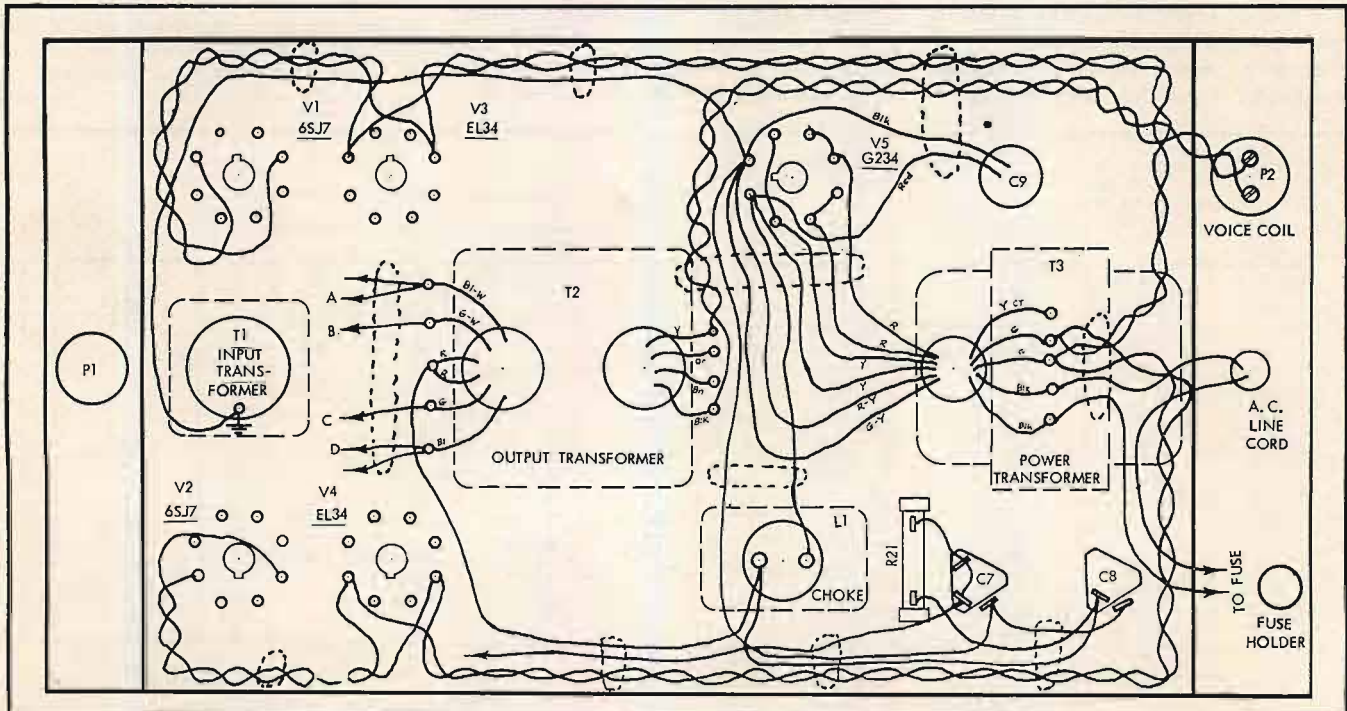 V1
6SJ7
V3
EL34
Blk
V5
G234
Red
C9
P2
VOICE COIL
A
B
C
D
Bl-W
G-W
R
R
G
Bl
T2
OUTPUT TRANSFORMER
Y
Or
Bn
Blk
R
R
Y
Y
R-Y
G-Y
T3
Y CT
G
G
Blk
Blk
POWER
TRANSFORMER
P1
T1
INPUT
TRANS-
FORMER
A. C.
LINE
CORD
V2
6SJ7
V4
EL34
L1
CHOKE
R21
C7
C8
TO FUSE
FUSE
HOLDER